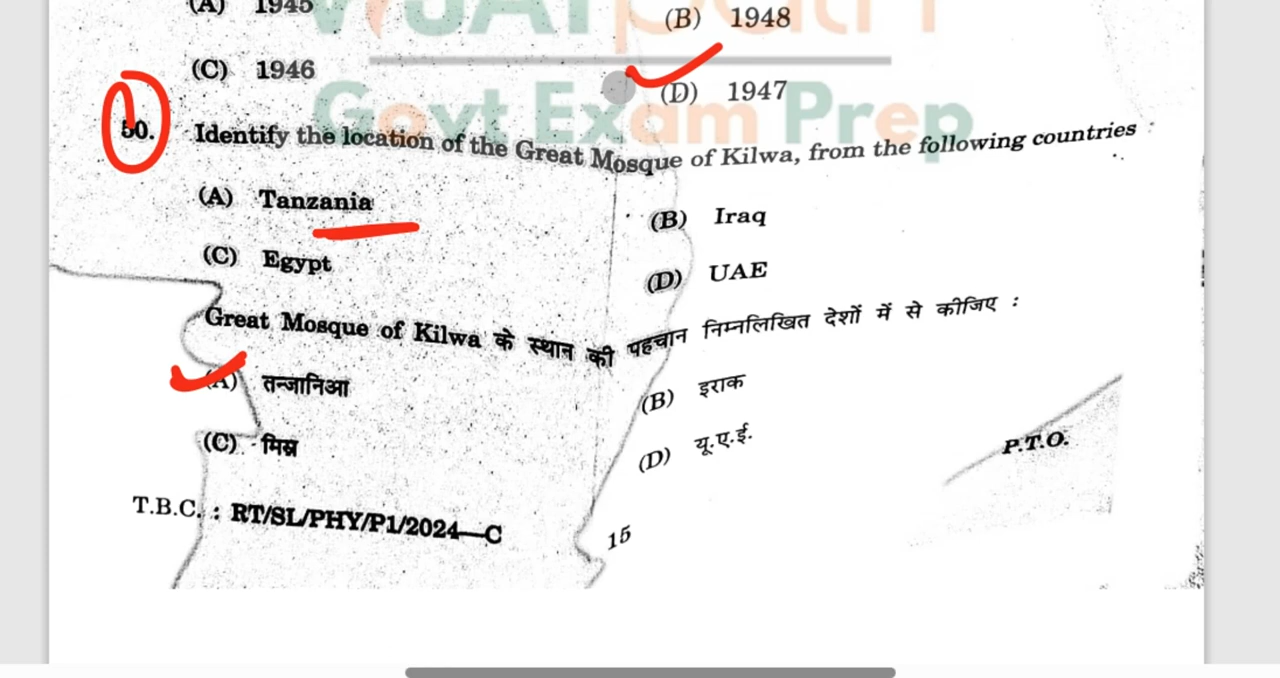 (A) 1945
(B) 1948
(C) 1946
(D) 1947
Govt Exam Prep
50. Identify the location of the Great Mosque of Kilwa, from the following countries :
(A) Tanzania
(B) Iraq
(C) Egypt
(D) UAE
Great Mosque of Kilwa के स्थान की पहचान निम्नलिखित देशों में से कीजिए :
(A) तन्जानिआ
(B) इराक
(C) मिस्र
(D) यू.ए.ई.
P.T.O.
T.B.C. : RT/SL/PHY/P1/2024—C
15